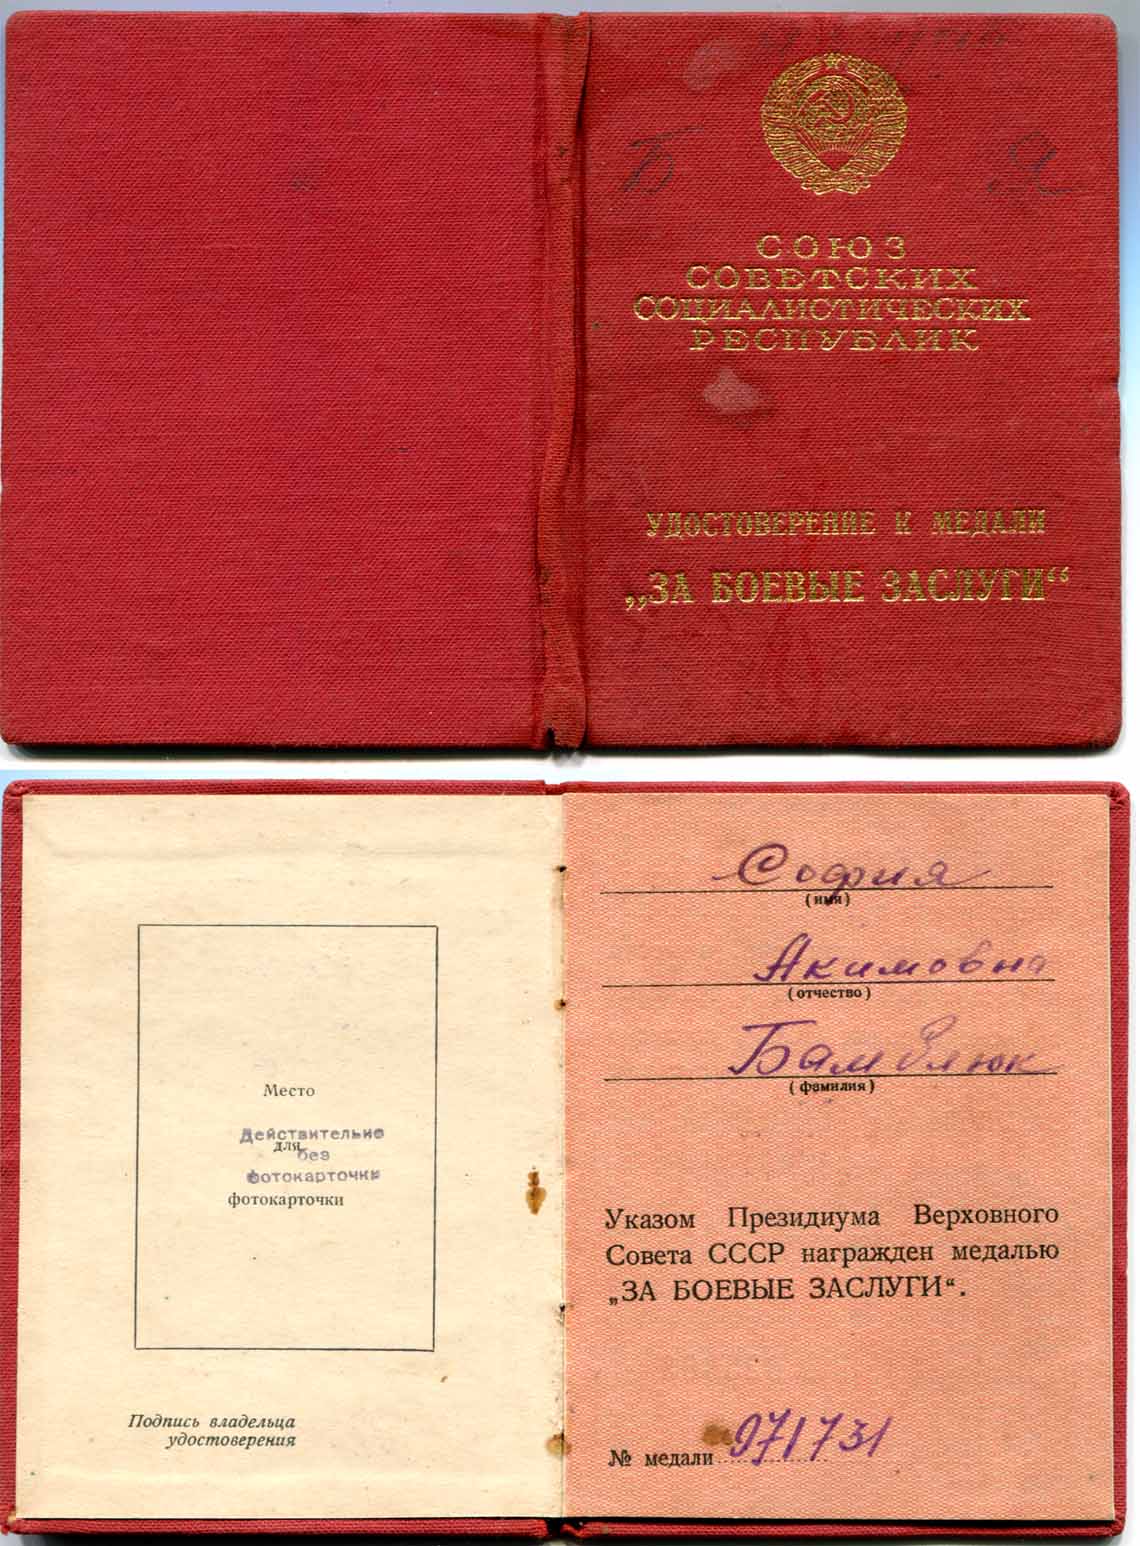 Б Я
СОЮЗ
СОВЕТСКИХ
СОЦИАЛИСТИЧЕСКИХ
РЕСПУБЛИК
УДОСТОВЕРЕНИЕ К МЕДАЛИ
„ЗА БОЕВЫЕ ЗАСЛУГИ“
Место
Действительно
для
без
фотокарточки
фотокарточки
Подпись владельца
удостоверения
София
(имя)
Акимовна
(отчество)
(фамилия)
Указом Президиума Верховного
Совета СССР награжден медалью
„ЗА БОЕВЫЕ ЗАСЛУГИ“.
№ медали 971731